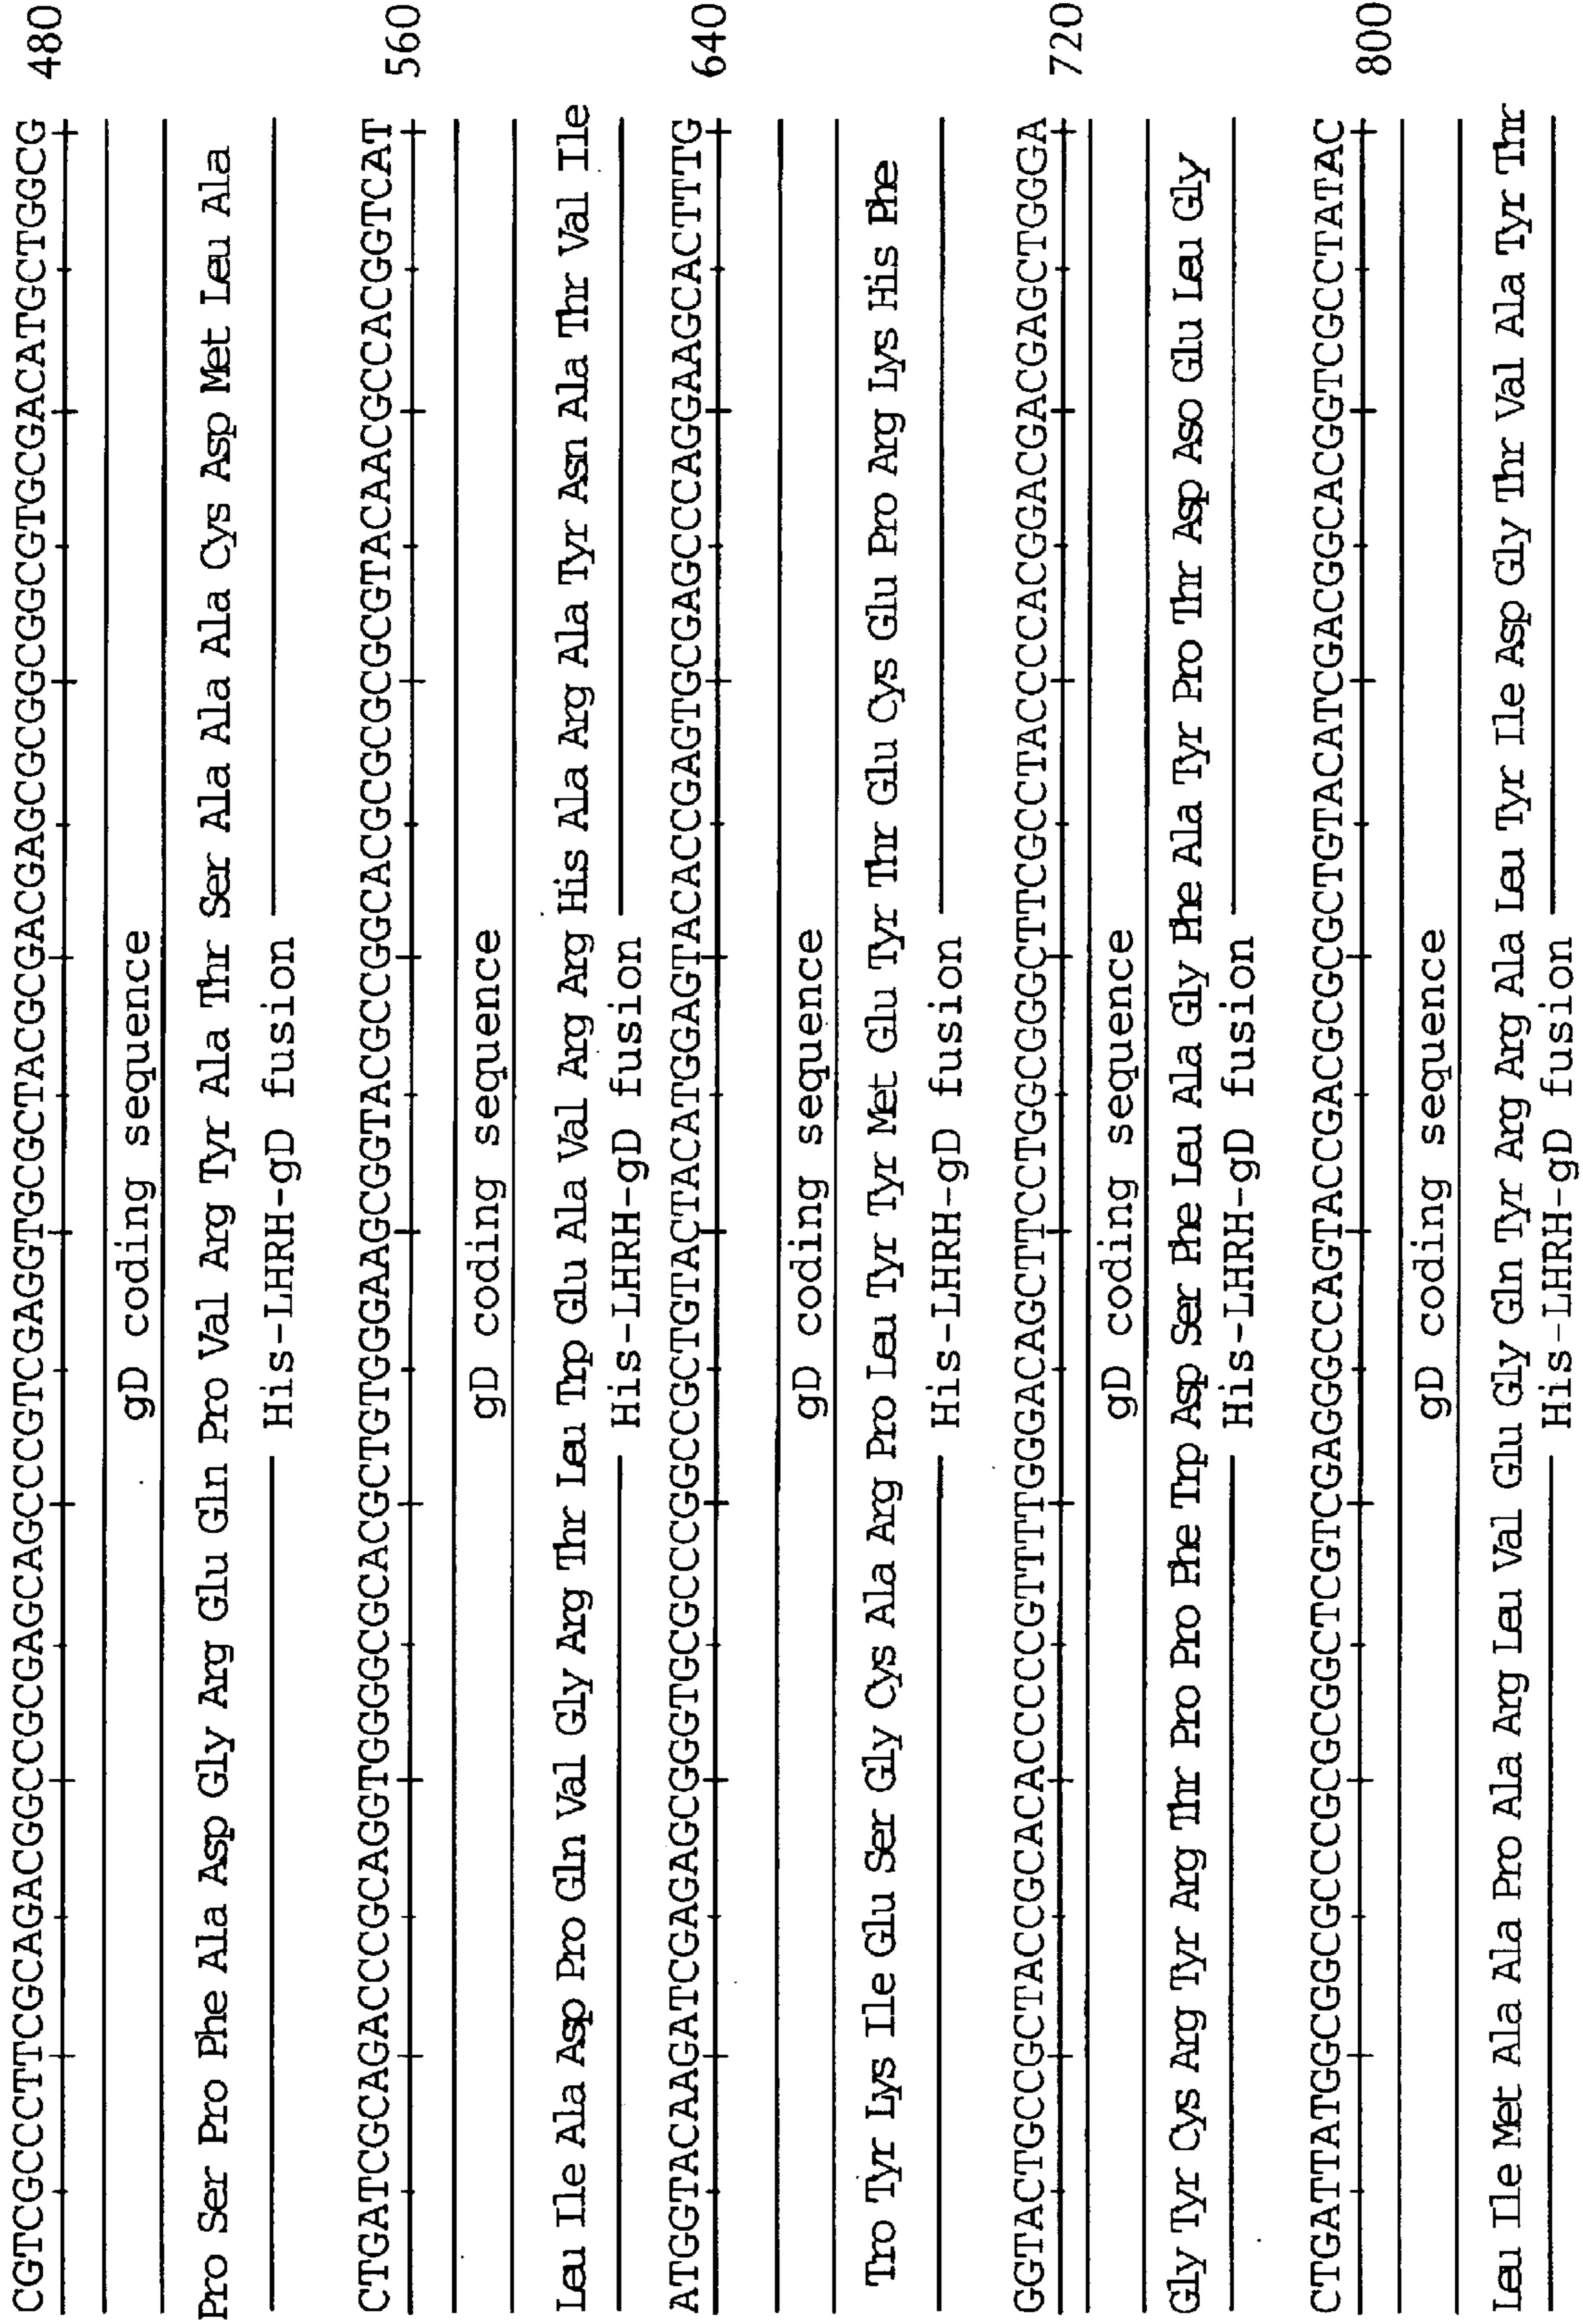 CGTCGCCCTTCGCAGACGGCCGCGAGCAGCCCGTCGAGGTGCGCTACGCGACGAGCGCGGCGGCGTGCGACATGCTGGCG 480
gD coding sequence
Pro Ser Pro Phe Ala Asp Gly Arg Glu Gln Pro Val Arg Tyr Ala Thr Ser Ala Ala Ala Cys Asp Met Leu Ala
His-LHRH-gD fusion
CTGATCGCAGACCCGCAGGTGGGGCGCACGCTGTGGGAAGCGGTACGCCGGCACGCGCGCGCGTACAACGCCACGGTCAT 560
gD coding sequence
Leu Ile Ala Asp Pro Gln Val Gly Arg Thr Leu Trp Glu Ala Val Arg Arg His Ala Arg Ala Tyr Asn Ala Thr Val Ile
His-LHRH-gD fusion
ATGGTACAAGATCGAGAGCGGGTGCGCCCGGCCGCTGTACTACATGGAGTACACCGAGTGCGAGCCCAGGAAGCACTTTG 640
gD coding sequence
Tro Tyr Lys Ile Glu Ser Gly Cys Ala Arg Pro Leu Tyr Tyr Met Glu Tyr Thr Glu Cys Glu Pro Arg Lys His Phe
His-LHRH-gD fusion
GGTACTGCCGCTACCGCACACCCCCGTTTTGGGACAGCTTCCTGGCGGGCTTCGCCTACCCCACGGACGACGAGCTGGGA 720
gD coding sequence
Gly Tyr Cys Arg Tyr Arg Thr Pro Pro Pro Phe Trp Asp Ser Phe Leu Ala Gly Phe Ala Tyr Pro Thr Asp Aso Glu Leu Gly
His-LHRH-gD fusion
CTGATTATGGCGGCGCCCGCGCGGCTCGTCGAGGGCCAGTACCGACGCGCGCTGTACATCGACGGCACGGTCGCCTATAC 800
gD coding sequence
Leu Ile Met Ala Ala Pro Ala Arg Leu Val Glu Gly Gln Tyr Arg Arg Ala Leu Tyr Ile Asp Gly Thr Val Ala Tyr Thr
His-LHRH-gD fusion